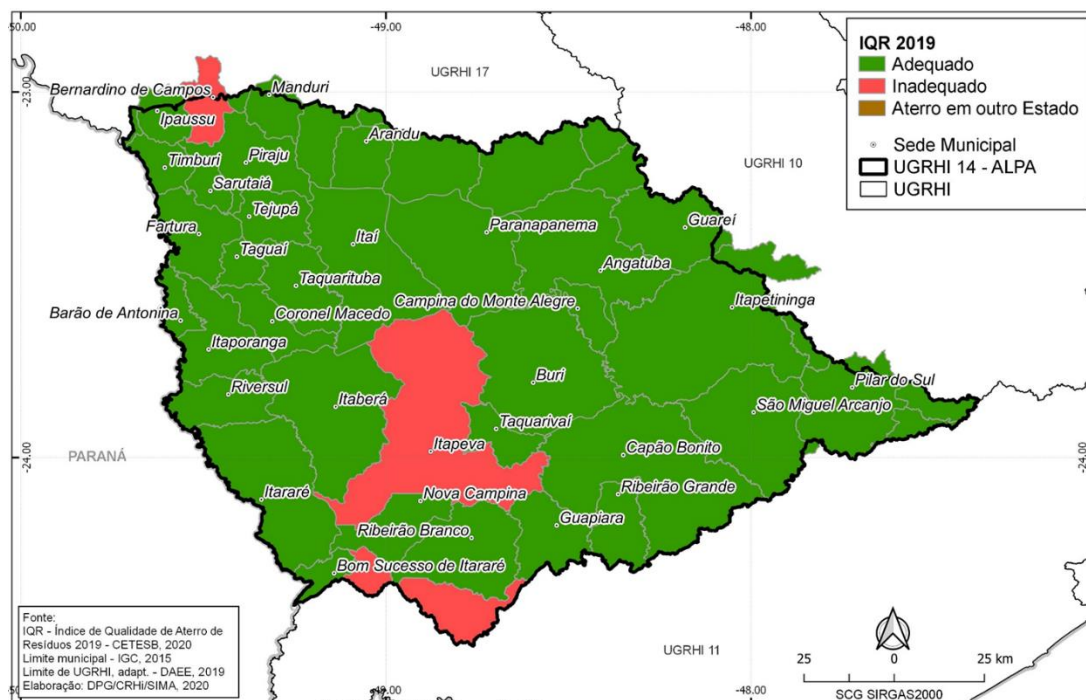 -50.00
-49.00
-48.00
IQR 2019
Adequado
Inadequado
Aterro em outro Estado
Sede Municipal
UGRHI 14 - ALPA
UGRHI
UGRHI 17
-23.00
Bernardino de Campos
Manduri
Ipaussu
Arandu
UGRHI 10
Timburi
Piraju
Sarutaiá
Tejupá
Fartura
Paranapanema
Guareí
Itaí
Taguaí
Angatuba
Taquarituba
Campina do Monte Alegre
Itapetininga
Barão de Antonina
Coronel Macedo
Itaporanga
Riversul
Buri
Pilar do Sul
Itaberá
São Miguel Arcanjo
Taquarivaí
Itapeva
Capão Bonito
-24.00
-24.00
PARANÁ
Itararé
Nova Campina
Ribeirão Grande
Guapiara
Ribeirão Branco
Bom Sucesso de Itararé
UGRHI 11
Fonte:
IQR - Índice de Qualidade de Aterro de
Resíduos 2019 - CETESB, 2020
Limite municipal - IGC, 2015
Limite de UGRHI, adapt. - DAEE, 2019
Elaboração: DPG/CRHi/SIMA, 2020
25 0 25 km
-48.00
SCG SIRGAS2000